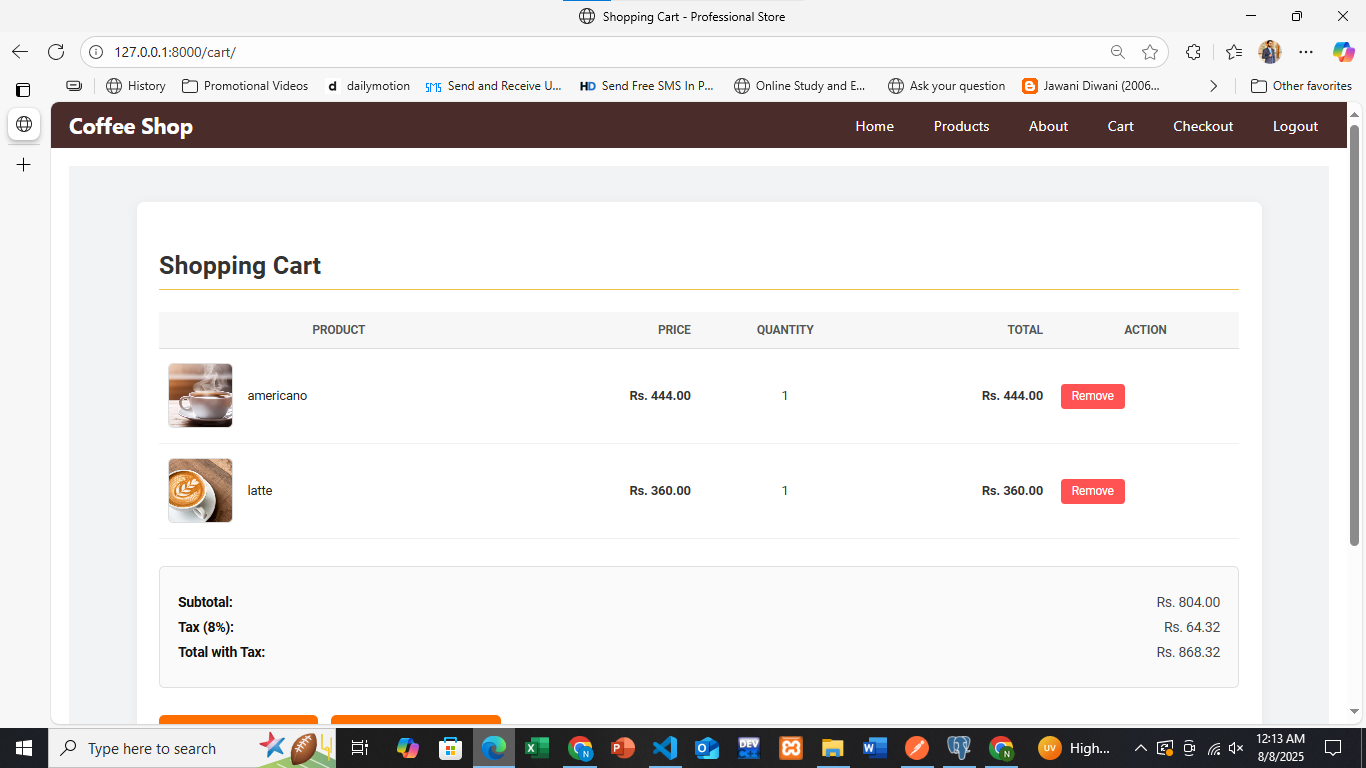 Shopping Cart - Professional Store
127.0.0.1:8000/cart/
History
Promotional Videos
d dailymotion
SMS Send and Receive U...
HD Send Free SMS In P...
Online Study and E...
Ask your question
Jawani Diwani (2006...
Other favorites
Coffee Shop
Home Products About Cart Checkout Logout
Shopping Cart
PRODUCT PRICE QUANTITY TOTAL ACTION
americano Rs. 444.00 1 Rs. 444.00 Remove
latte Rs. 360.00 1 Rs. 360.00 Remove
Subtotal: Rs. 804.00
Tax (8%): Rs. 64.32
Total with Tax: Rs. 868.32
Type here to search
DEV
UV High...
12:13 AM
8/8/2025